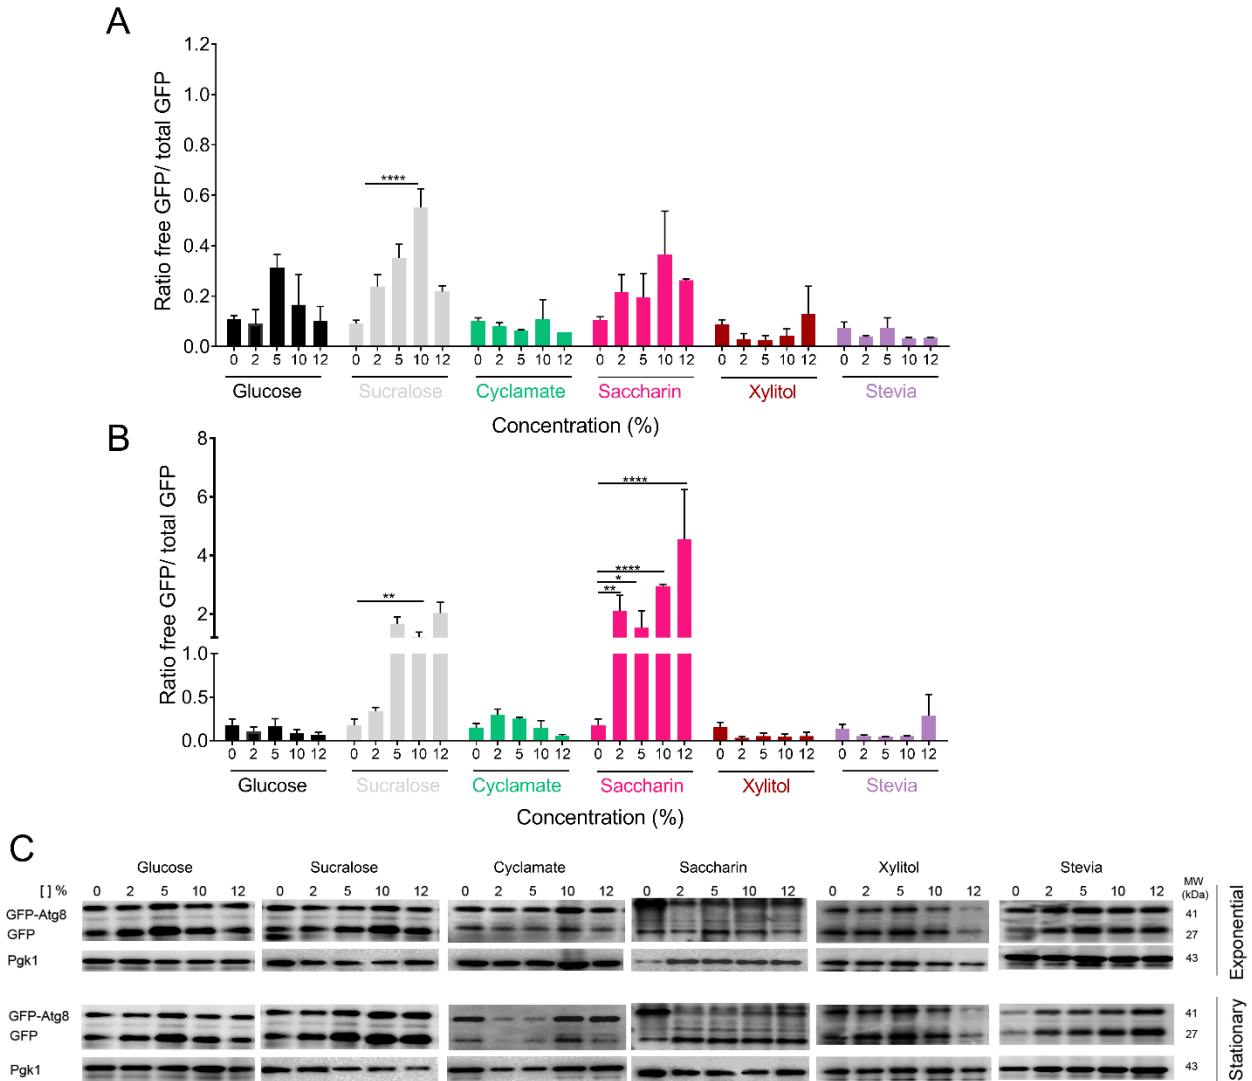 A
Ratio free GFP/ total GFP
1.2
1.0
0.8
0.6
0.4
0.2
0.0
****
0 2 5 10 12 0 2 5 10 12 0 2 5 10 12 0 2 5 10 12 0 2 5 10 12 0 2 5 10 12
Glucose Sucralose Cyclamate Saccharin Xylitol Stevia
Concentration (%)
B
Ratio free GFP/ total GFP
8
6
4
2
1.0
0.5
0.0
**
****
****
*
**
0 2 5 10 12 0 2 5 10 12 0 2 5 10 12 0 2 5 10 12 0 2 5 10 12 0 2 5 10 12
Glucose Sucralose Cyclamate Saccharin Xylitol Stevia
Concentration (%)
C
Glucose Sucralose Cyclamate Saccharin Xylitol Stevia
[ ] % 0 2 5 10 12 0 2 5 10 12 0 2 5 10 12 0 2 5 10 12 0 2 5 10 12 0 2 5 10 12 MW (kDa)
GFP-Atg8 41
GFP 27
Pgk1 43
Exponential
GFP-Atg8 41
GFP 27
Pgk1 43
Stationary